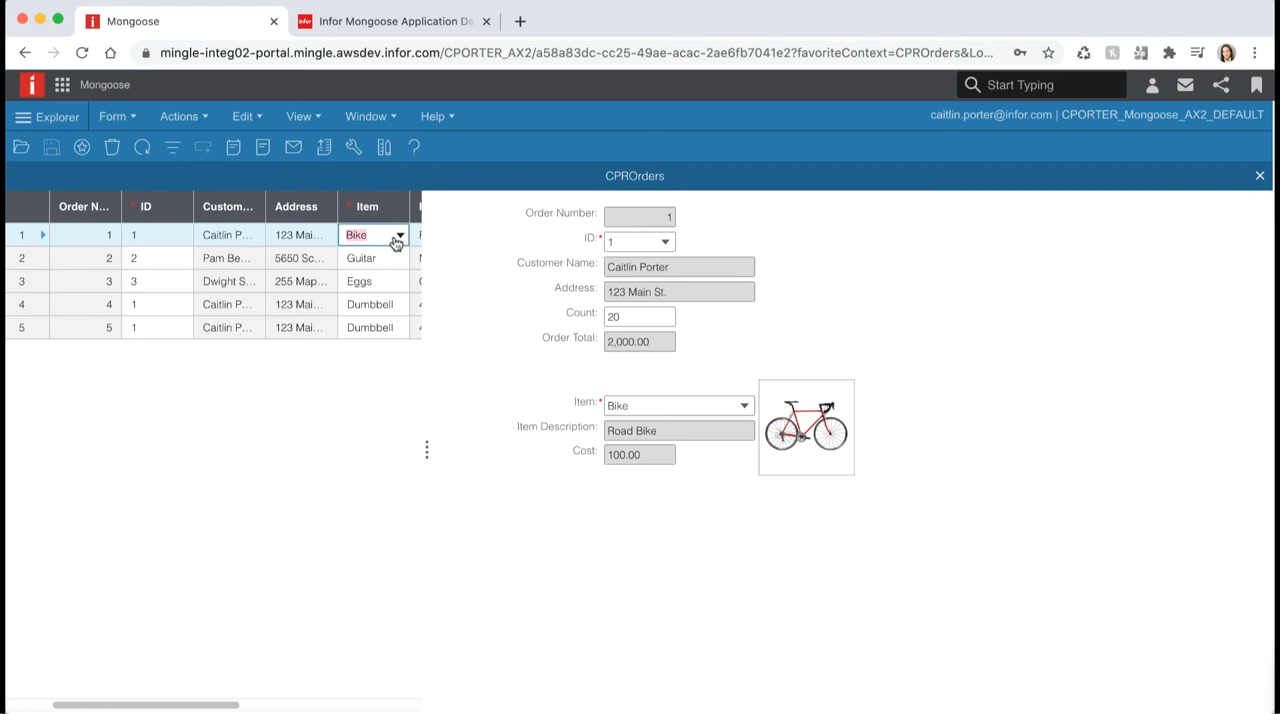 Mongoose
Infor Mongoose Application De
mingle-integ02-portal.mingle.awsdev.infor.com/CPORTER_AX2/a58a83dc-cc25-49ae-acac-2ae6fb7041e2?favoriteContext=CPROrders&Lo...
Mongoose
Start Typing
Explorer Form Actions Edit View Window Help
caitlin.porter@infor.com | CPORTER_Mongoose_AX2_DEFAULT
CPROrders
Order N... * ID Custom... Address * Item
1 1 1 Caitlin P... 123 Mai... Bike
2 2 2 Pam Be... 5650 Sc... Guitar
3 3 3 Dwight S... 255 Map... Eggs
4 4 1 Caitlin P... 123 Mai... Dumbbell
5 5 1 Caitlin P... 123 Mai... Dumbbell
Order Number: 1
ID:* 1
Customer Name: Caitlin Porter
Address: 123 Main St.
Count: 20
Order Total: 2,000.00
Item:* Bike
Item Description: Road Bike
Cost: 100.00